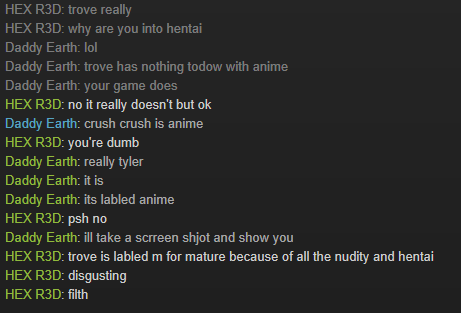 HEX R3D: trove really
HEX R3D: why are you into hentai
Daddy Earth: lol
Daddy Earth: trove has nothing todow with anime
Daddy Earth: your game does
HEX R3D: no it really doesn't but ok
Daddy Earth: crush crush is anime
HEX R3D: you're dumb
Daddy Earth: really tyler
Daddy Earth: it is
Daddy Earth: its labled anime
HEX R3D: psh no
Daddy Earth: ill take a scrreen shjot and show you
HEX R3D: trove is labled m for mature because of all the nudity and hentai
HEX R3D: disgusting
HEX R3D: filth